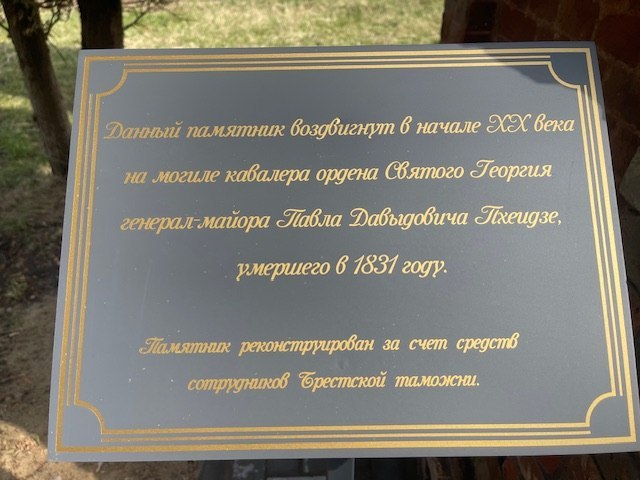 Данный памятник воздвигнут в начале XX века
на могиле кавалера ордена Святого Георгия
генерал-майора Павла Давыдовича Пхеидзе,
умершего в 1831 году.
Памятник реконструирован за счет средств
сотрудников Брестской таможни.